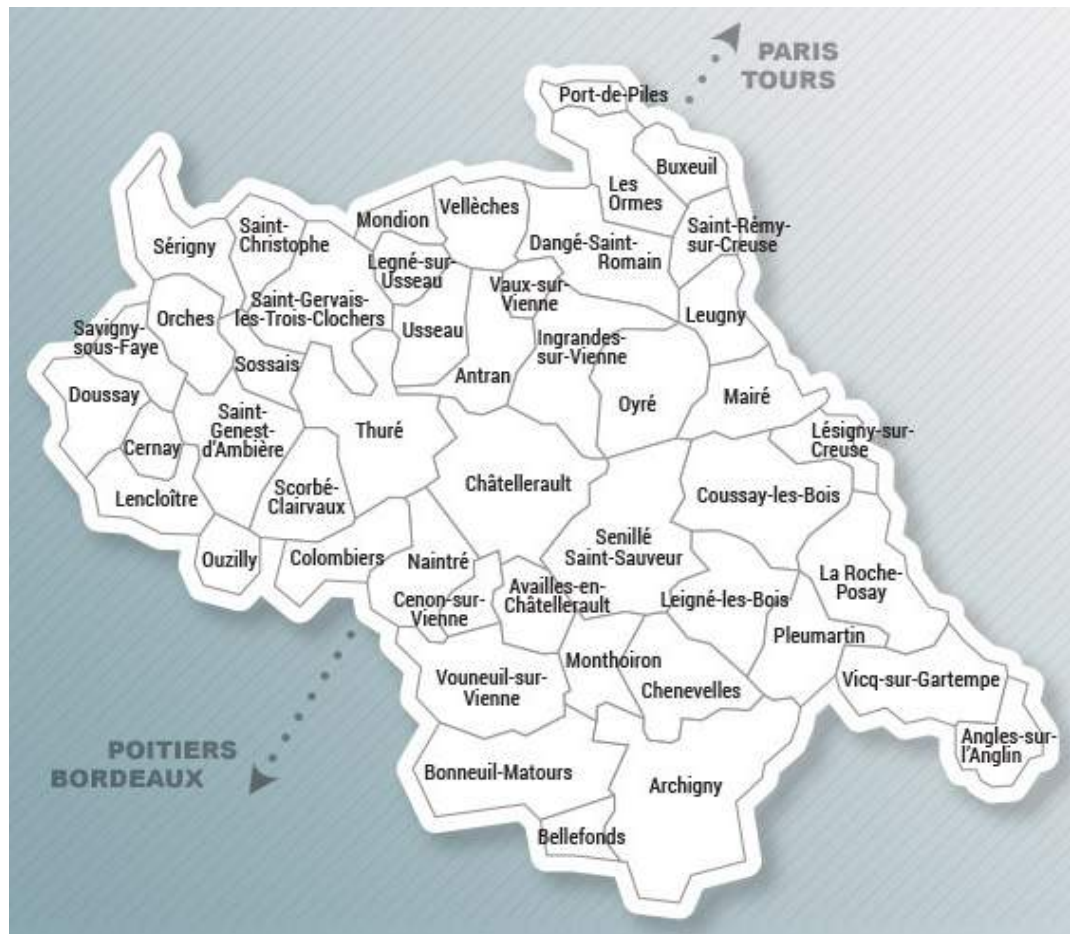 PARIS
TOURS
Port-de-Piles
Buxeuil
Les
Ormes
Vellèches
Mondion
Saint-
Christophe
Sérigny
Saint-Rémy-
sur-Creuse
Dangé-Saint-
Romain
Legné-sur-
Usseau
Vaux-sur-
Vienne
Saint-Gervais-
les-Trois-Clochers
Orches
Leugny
Savigny-
sous-Faye
Usseau
Ingrandes-
sur-Vienne
Sossais
Antran
Doussay
Mairé
Oyré
Saint-
Genest-
d'Ambière
Thuré
Lésigny-sur-
Creuse
Cernay
Châtellerault
Scorbé-
Clairvaux
Lencloître
Coussay-les-Bois
Senillé
Saint-Sauveur
Ouzilly
Colombiers
Naintré
La Roche-
Posay
Availles-en-
Châtellerault
Cenon-sur-
Vienne
Leigné-les-Bois
Pleumartin
Monthoiron
Vouneuil-sur-
Vienne
Chenevelles
Vicq-sur-Gartempe
Angles-sur-
l'Anglin
POITIERS
BORDEAUX
Bonneuil-Matours
Archigny
Bellefonds